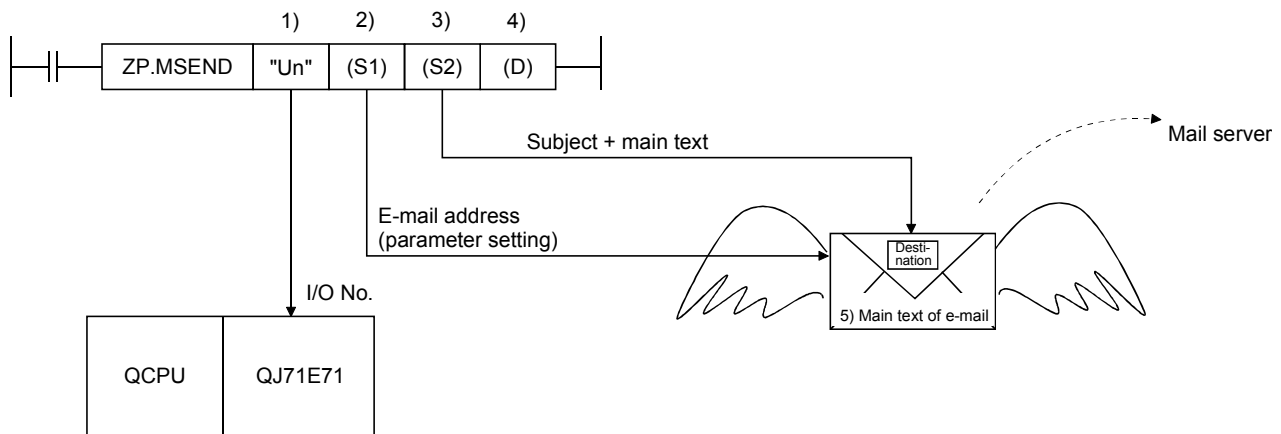 1) 2) 3) 4)
ZP.MSEND "Un" (S1) (S2) (D)
Subject + main text
Mail server
E-mail address
(parameter setting)
Desti-
nation
I/O No.
5) Main text of e-mail
QCPU QJ71E71